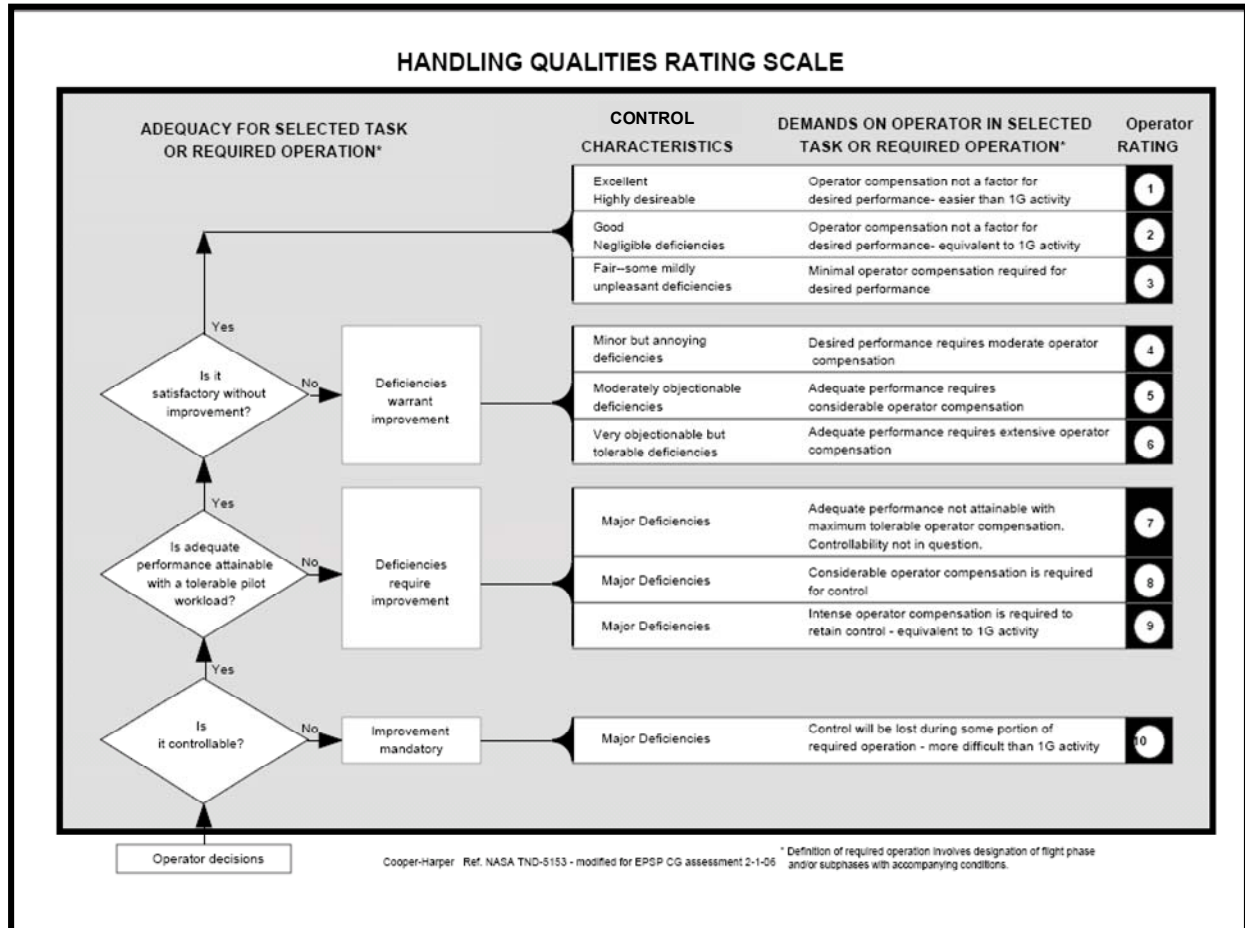 HANDLING QUALITIES RATING SCALE
ADEQUACY FOR SELECTED TASK
OR REQUIRED OPERATION*
CONTROL
CHARACTERISTICS
DEMANDS ON OPERATOR IN SELECTED
TASK OR REQUIRED OPERATION*
Operator
RATING
Excellent
Highly desireable
Operator compensation not a factor for
desired performance- easier than 1G activity
1
Good
Negligible deficiencies
Operator compensation not a factor for
desired performance- equivalent to 1G activity
2
Fair--some mildly
unpleasant deficiencies
Minimal operator compensation required for
desired performance
3
Yes
Is it
satisfactory without
improvement?
No
Deficiencies
warrant
improvement
Minor but annoying
deficiencies
Desired performance requires moderate operator
compensation
4
Moderately objectionable
deficiencies
Adequate performance requires
considerable operator compensation
5
Very objectionable but
tolerable deficiencies
Adequate performance requires extensive operator
compensation
6
Yes
Is adequate
performance attainable
with a tolerable pilot
workload?
No
Deficiencies
require
improvement
Major Deficiencies
Adequate performance not attainable with
maximum tolerable operator compensation.
Controllability not in question.
7
Major Deficiencies
Considerable operator compensation is required
for control
8
Major Deficiencies
Intense operator compensation is required to
retain control - equivalent to 1G activity
9
Yes
Is
it controllable?
No
Improvement
mandatory
Major Deficiencies
Control will be lost during some portion of
required operation - more difficult than 1G activity
10
Operator decisions
Cooper-Harper Ref. NASA TND-5153 - modified for EPSP CG assessment 2-1-06
* Definition of required operation involves designation of flight phase
and/or subphases with accompanying conditions.